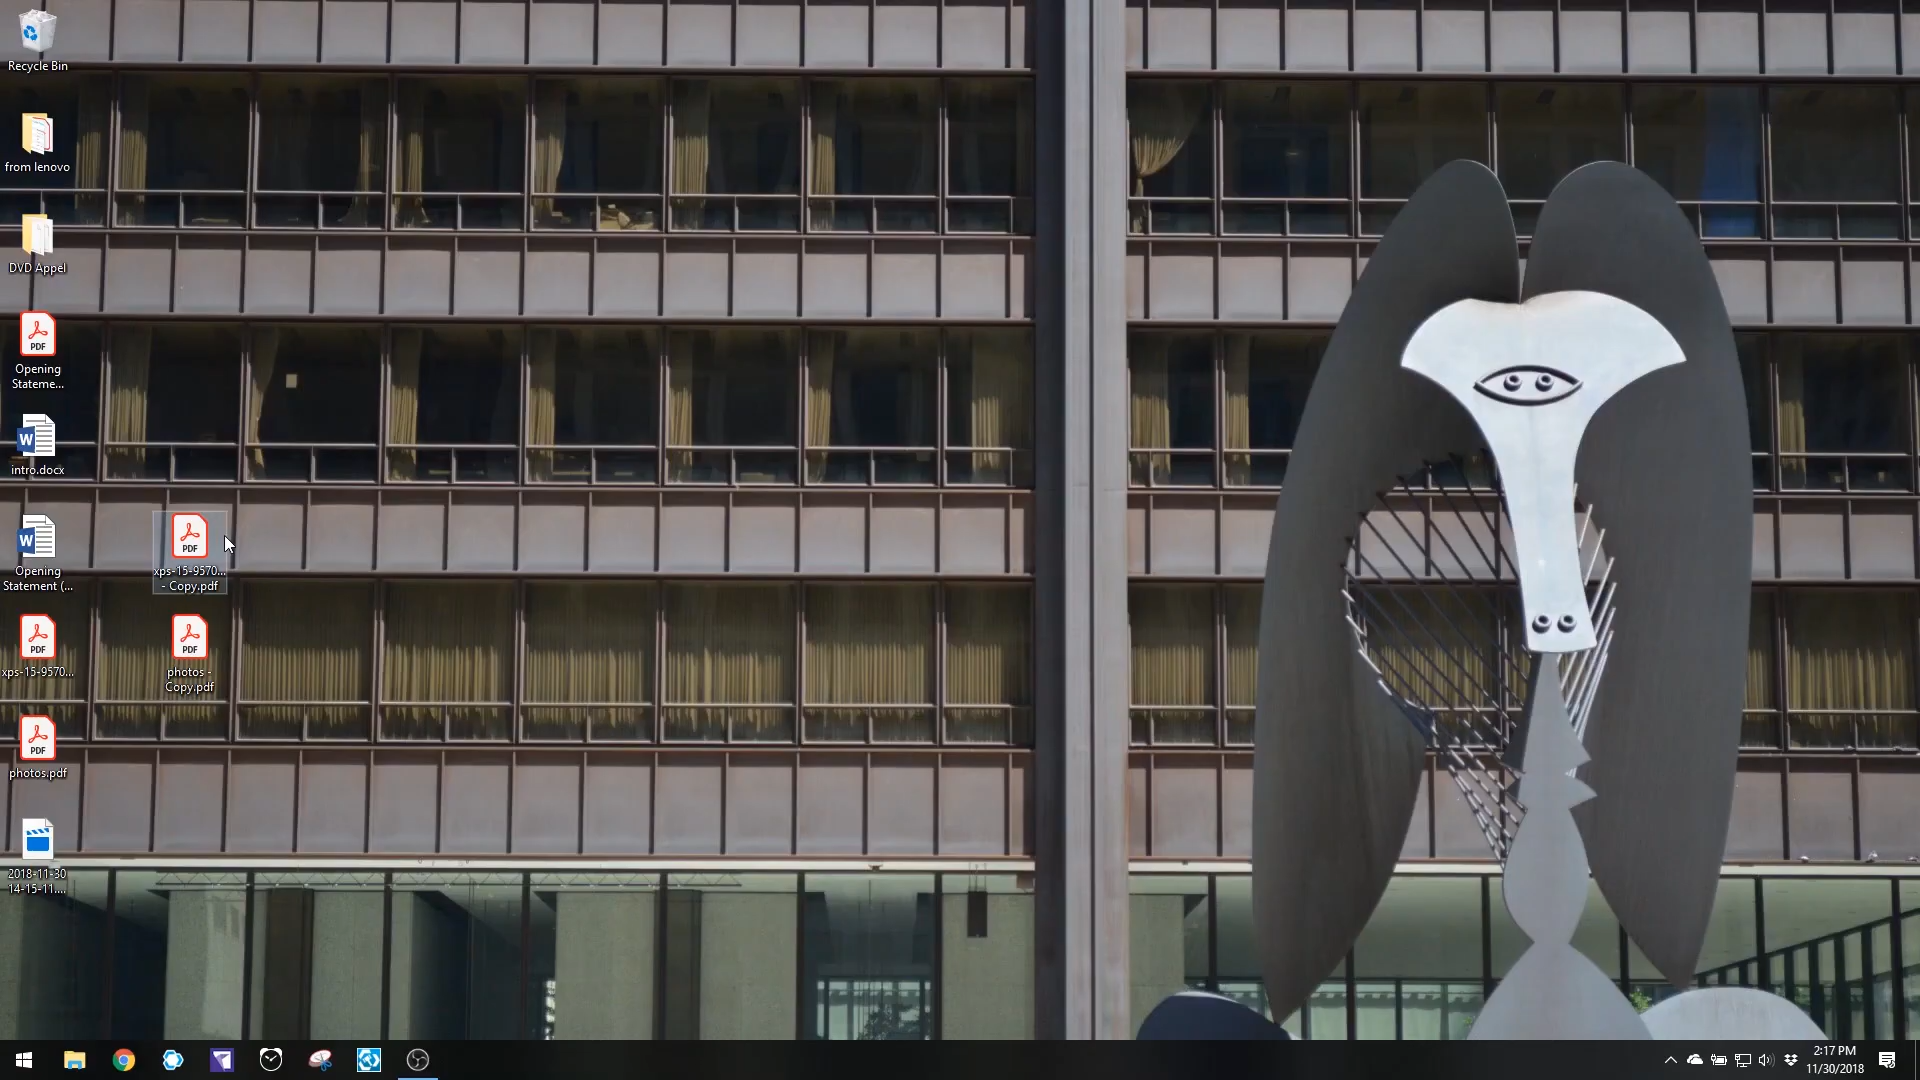 Recycle Bin
from lenovo
DVD Appel
PDF
Opening
Stateme...
W
intro.docx
W
Opening
Statement (...
PDF
xps-15-9570...
PDF
photos.pdf
2018-11-30
14-15-11....
PDF
xps-15-9570...
- Copy.pdf
PDF
photos -
Copy.pdf
2:17 PM
11/30/2018